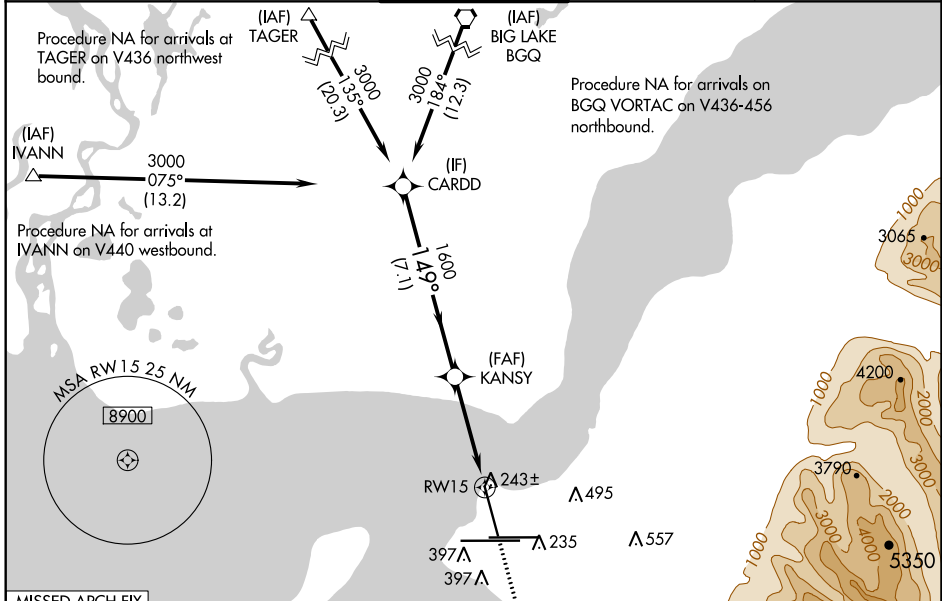 Procedure NA for arrivals at
TAGER on V436 northwest
bound.
(IAF)
TAGER
(IAF)
BIG LAKE
BGQ
3000
135°
(20.3)
3000
184°
(12.3)
Procedure NA for arrivals on
BGQ VORTAC on V436-456
northbound.
(IAF)
IVANN
3000
075°
(13.2)
(IF)
CARDD
Procedure NA for arrivals at
IVANN on V440 westbound.
1600
149°
(7.1)
1000
3065
3000
(FAF)
KANSY
MSA RW15 25 NM
8900
1000
4200
2000
3000
RW15
243±
495
3790
2000
3000
4000
1000
5350
397
235
557
397
MISSED APCH FIX